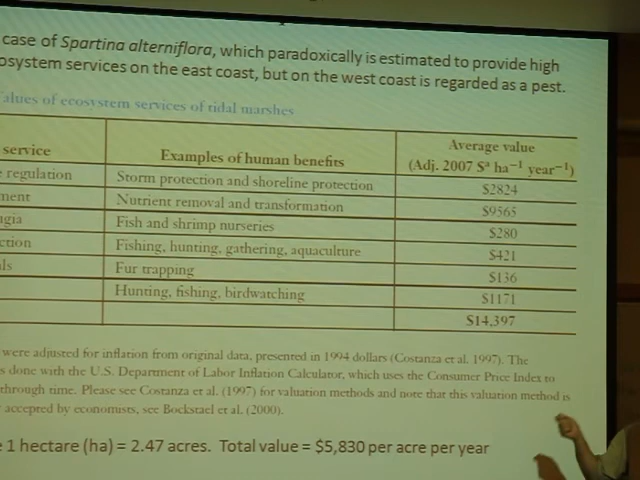 case of Spartina alterniflora, which paradoxically is estimated to provide high
osystem services on the east coast, but on the west coast is regarded as a pest.
alues of ecosystem services of tidal marshes
service Examples of human benefits Average value (Adj. 2007 $ᵃ ha⁻¹ year⁻¹)
e regulation Storm protection and shoreline protection $2824
ment Nutrient removal and transformation $9565
ugia Fish and shrimp nurseries $280
ction Fishing, hunting, gathering, aquaculture $421
als Fur trapping $136
Hunting, fishing, birdwatching $1171
$14,397
were adjusted for inflation from original data, presented in 1994 dollars (Costanza et al. 1997). The
s done with the U.S. Department of Labor Inflation Calculator, which uses the Consumer Price Index to
through time. Please see Costanza et al. (1997) for valuation methods and note that this valuation method is
accepted by economists, see Bockstael et al. (2000).
e 1 hectare (ha) = 2.47 acres. Total value = $5,830 per acre per year